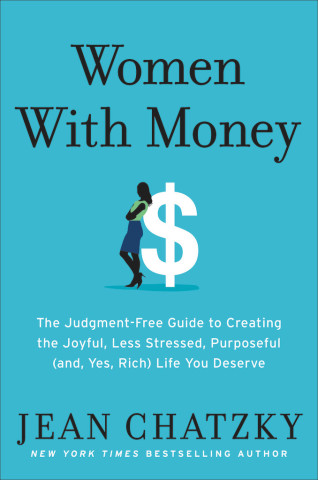 Women
With Money
$
The Judgment-Free Guide to Creating
the Joyful, Less Stressed, Purposeful
(and, Yes, Rich) Life You Deserve
JEAN CHATZKY
NEW YORK TIMES BESTSELLING AUTHOR